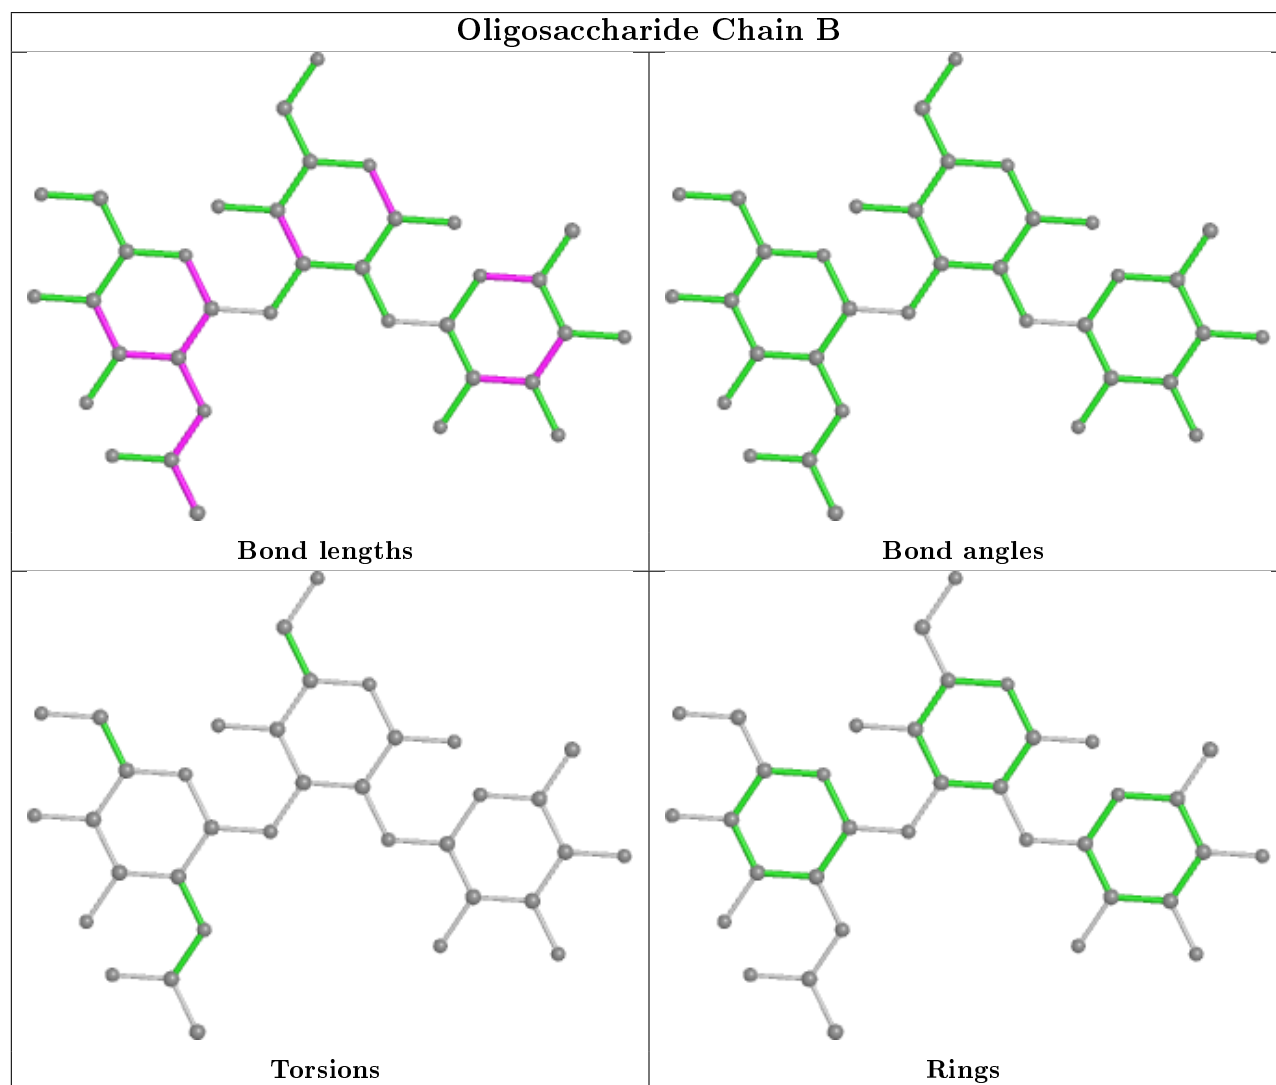 Oligosaccharide Chain B
Bond lengths
Bond angles
Torsions
Rings